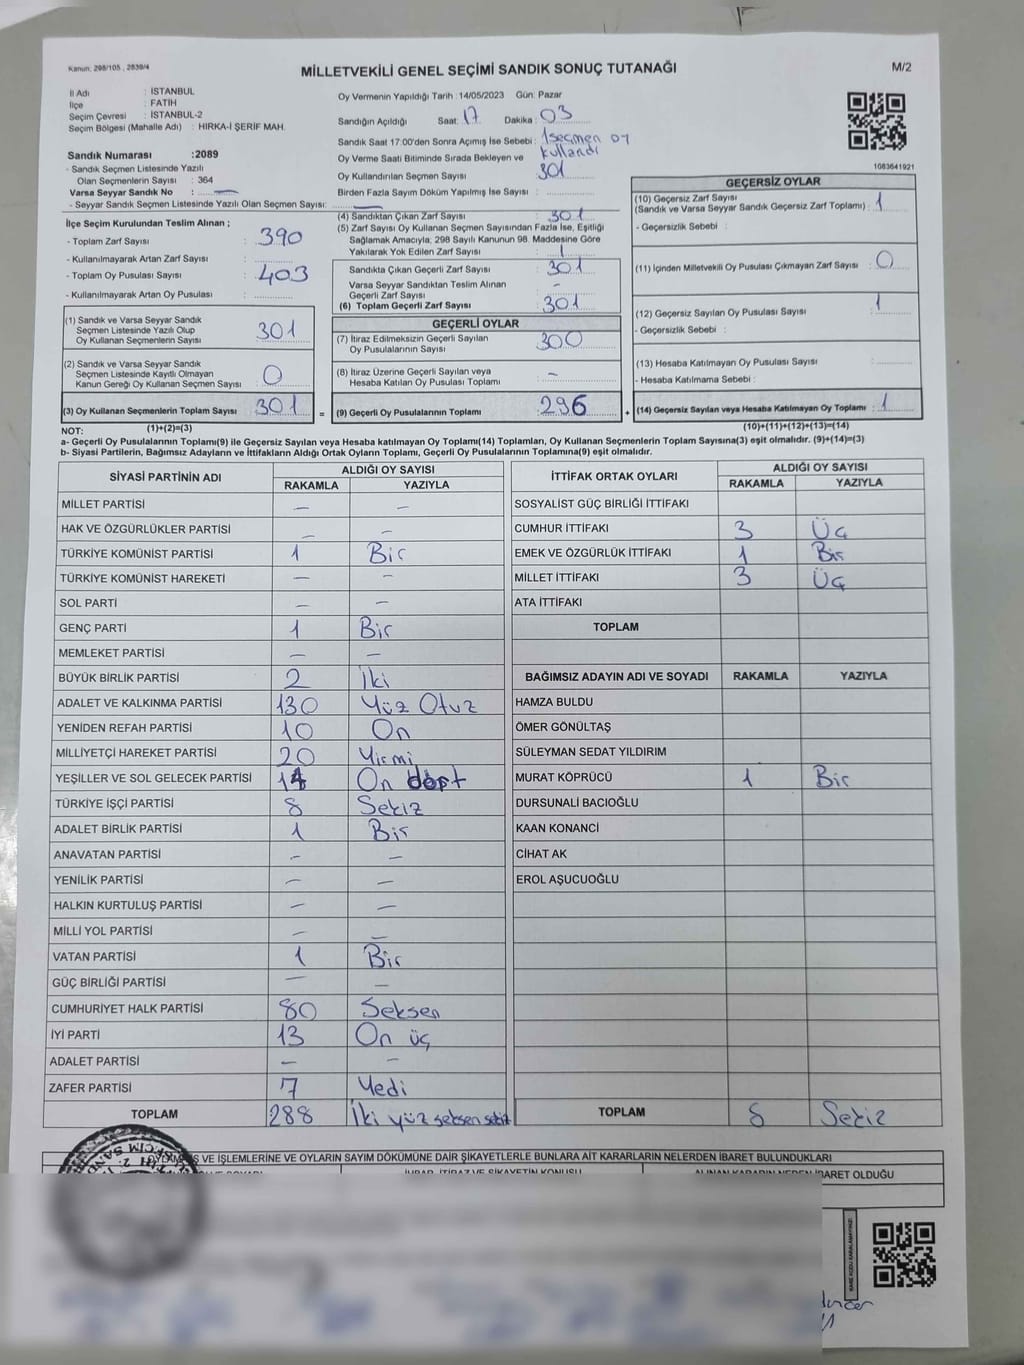 Kanun: 298/105 , 2839/4
MİLLETVEKİLİ GENEL SEÇİMİ SANDIK SONUÇ TUTANAĞI
M/2
İl Adı : İSTANBUL
İlçe : FATİH
Seçim Çevresi : İSTANBUL-2
Seçim Bölgesi (Mahalle Adı) : HIRKA-İ ŞERİF MAH.
Sandık Numarası :2089
- Sandık Seçmen Listesinde Yazılı
Olan Seçmenlerin Sayısı : 364
Varsa Seyyar Sandık No :
- Seyyar Sandık Seçmen Listesinde Yazılı Olan Seçmen Sayısı:
Oy Vermenin Yapıldığı Tarih :14/05/2023 Gün: Pazar
Sandığın Açıldığı Saat: 17 Dakika : 03
Sandık Saat 17:00'den Sonra Açımış İse Sebebi : 1 seçmen oy
kullandı
Oy Verme Saati Bitiminde Sırada Bekleyen ve
Oy Kullandırılan Seçmen Sayısı : 301
Birden Fazla Sayım Döküm Yapılmış İse Sayısı :
1083641921
İlçe Seçim Kurulundan Teslim Alınan ;
- Toplam Zarf Sayısı : 390
- Kullanılmayarak Artan Zarf Sayısı :
- Toplam Oy Pusulası Sayısı : 403
- Kullanılmayarak Artan Oy Pusulası :
(1) Sandık ve Varsa Seyyar Sandık
Seçmen Listesinde Yazılı Olup
Oy Kullanan Seçmenlerin Sayısı : 301
(2) Sandık ve Varsa Seyyar Sandık
Seçmen Listesinde Kayıtlı Olmayan
Kanun Gereği Oy Kullanan Seçmen Sayısı : 0
(3) Oy Kullanan Seçmenlerin Toplam Sayısı : 301 =
(4) Sandıktan Çıkan Zarf Sayısı : 301
(5) Zarf Sayısı Oy Kullanan Seçmen Sayısından Fazla İse, Eşitliği
Sağlamak Amacıyla; 298 Sayılı Kanunun 98. Maddesine Göre
Yakılarak Yok Edilen Zarf Sayısı : 1
Sandıkta Çıkan Geçerli Zarf Sayısı : 301
Varsa Seyyar Sandıktan Teslim Alınan
Geçerli Zarf Sayısı : -
(6) Toplam Geçerli Zarf Sayısı : 301
GEÇERLİ OYLAR
(7) İtiraz Edilmeksizin Geçerli Sayılan
Oy Pusulalarının Sayısı : 300
(8) İtiraz Üzerine Geçerli Sayılan veya
Hesaba Katılan Oy Pusulası Toplamı : -
(9) Geçerli Oy Pusulalarının Toplamı : 296 +
GEÇERSİZ OYLAR
(10) Geçersiz Zarf Sayısı
(Sandık ve Varsa Seyyar Sandık Geçersiz Zarf Toplamı) : 1
- Geçersizlik Sebebi :
(11) İçinden Milletvekili Oy Pusulası Çıkmayan Zarf Sayısı : 0
(12) Geçersiz Sayılan Oy Pusulası Sayısı : 1
- Geçersizlik Sebebi :
(13) Hesaba Katılmayan Oy Pusulası Sayısı :
- Hesaba Katılmama Sebebi :
(14) Geçersiz Sayılan veya Hesaba Katılmayan Oy Toplamı : 1
NOT: (1)+(2)=(3) (10)+(11)+(12)+(13)=(14)
a- Geçerli Oy Pusulalarının Toplamı(9) ile Geçersiz Sayılan veya Hesaba katılmayan Oy Toplamı(14) Toplamları, Oy Kullanan Seçmenlerin Toplam Sayısına(3) eşit olmalıdır. (9)+(14)=(3)
b- Siyasi Partilerin, Bağımsız Adayların ve İttifakların Aldığı Ortak Oyların Toplamı, Geçerli Oy Pusulalarının Toplamına(9) eşit olmalıdır.
SİYASİ PARTİNİN ADI ALDIĞI OY SAYISI
RAKAMLA YAZIYLA
MİLLET PARTİSİ - -
HAK VE ÖZGÜRLÜKLER PARTİSİ - -
TÜRKİYE KOMÜNİST PARTİSİ 1 Bir
TÜRKİYE KOMÜNİST HAREKETİ - -
SOL PARTİ - -
GENÇ PARTİ 1 Bir
MEMLEKET PARTİSİ - -
BÜYÜK BİRLİK PARTİSİ 2 İki
ADALET VE KALKINMA PARTİSİ 130 Yüz Otuz
YENİDEN REFAH PARTİSİ 10 On
MİLLİYETÇİ HAREKET PARTİSİ 20 Yirmi
YEŞİLLER VE SOL GELECEK PARTİSİ 14 On dört
TÜRKİYE İŞÇİ PARTİSİ 8 Sekiz
ADALET BİRLİK PARTİSİ 1 Bir
ANAVATAN PARTİSİ - -
YENİLİK PARTİSİ - -
HALKIN KURTULUŞ PARTİSİ - -
MİLLİ YOL PARTİSİ - -
VATAN PARTİSİ 1 Bir
GÜÇ BİRLİĞİ PARTİSİ - -
CUMHURİYET HALK PARTİSİ 80 Seksen
İYİ PARTİ 13 On üç
ADALET PARTİSİ - -
ZAFER PARTİSİ 7 Yedi
TOPLAM 288 İki yüz seksen sekiz
İTTİFAK ORTAK OYLARI ALDIĞI OY SAYISI
RAKAMLA YAZIYLA
SOSYALİST GÜÇ BİRLİĞİ İTTİFAKI
CUMHUR İTTİFAKI 3 Üç
EMEK VE ÖZGÜRLÜK İTTİFAKI 1 Bir
MİLLET İTTİFAKI 3 Üç
ATA İTTİFAKI
TOPLAM
BAĞIMSIZ ADAYIN ADI VE SOYADI RAKAMLA YAZIYLA
HAMZA BULDU
ÖMER GÖNÜLTAŞ
SÜLEYMAN SEDAT YILDIRIM
MURAT KÖPRÜCÜ 1 Bir
DURSUNALİ BACIOĞLU
KAAN KONANCİ
CİHAT AK
EROL AŞUCUOĞLU
TOPLAM 8 Sekiz
VE İŞLEMLERİNE VE OYLARIN SAYIM DÖKÜMÜNE DAİR ŞİKAYETLERLE BUNLARA AİT KARARLARIN NELERDEN İBARET BULUNDUKLARI
İHBAR, İTİRAZ VE ŞİKAYETİN KONUSU ALINAN KARARIN NEDEN İBARET OLDUĞU